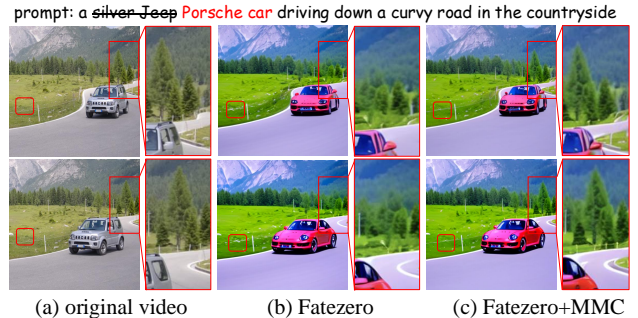 prompt: a silver Jeep Porsche car driving down a curvy road in the countryside
(a) original video
(b) Fatezero
(c) Fatezero+MMC